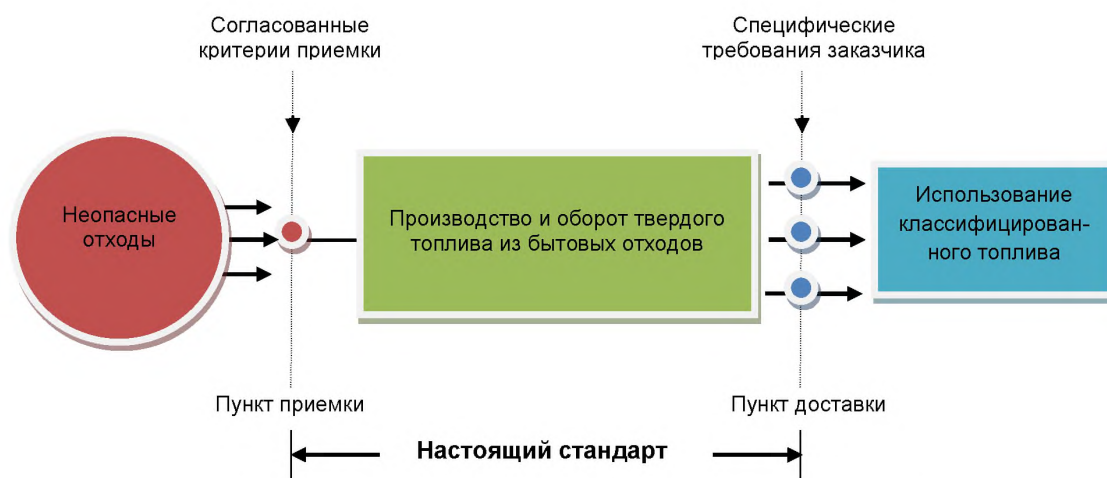 Согласованные
критерии приемки
Специфические
требования заказчика
Неопасные
отходы
Производство и оборот твердого
топлива из бытовых отходов
Использование
классифицирован-
ного топлива
Пункт приемки
Пункт доставки
Настоящий стандарт